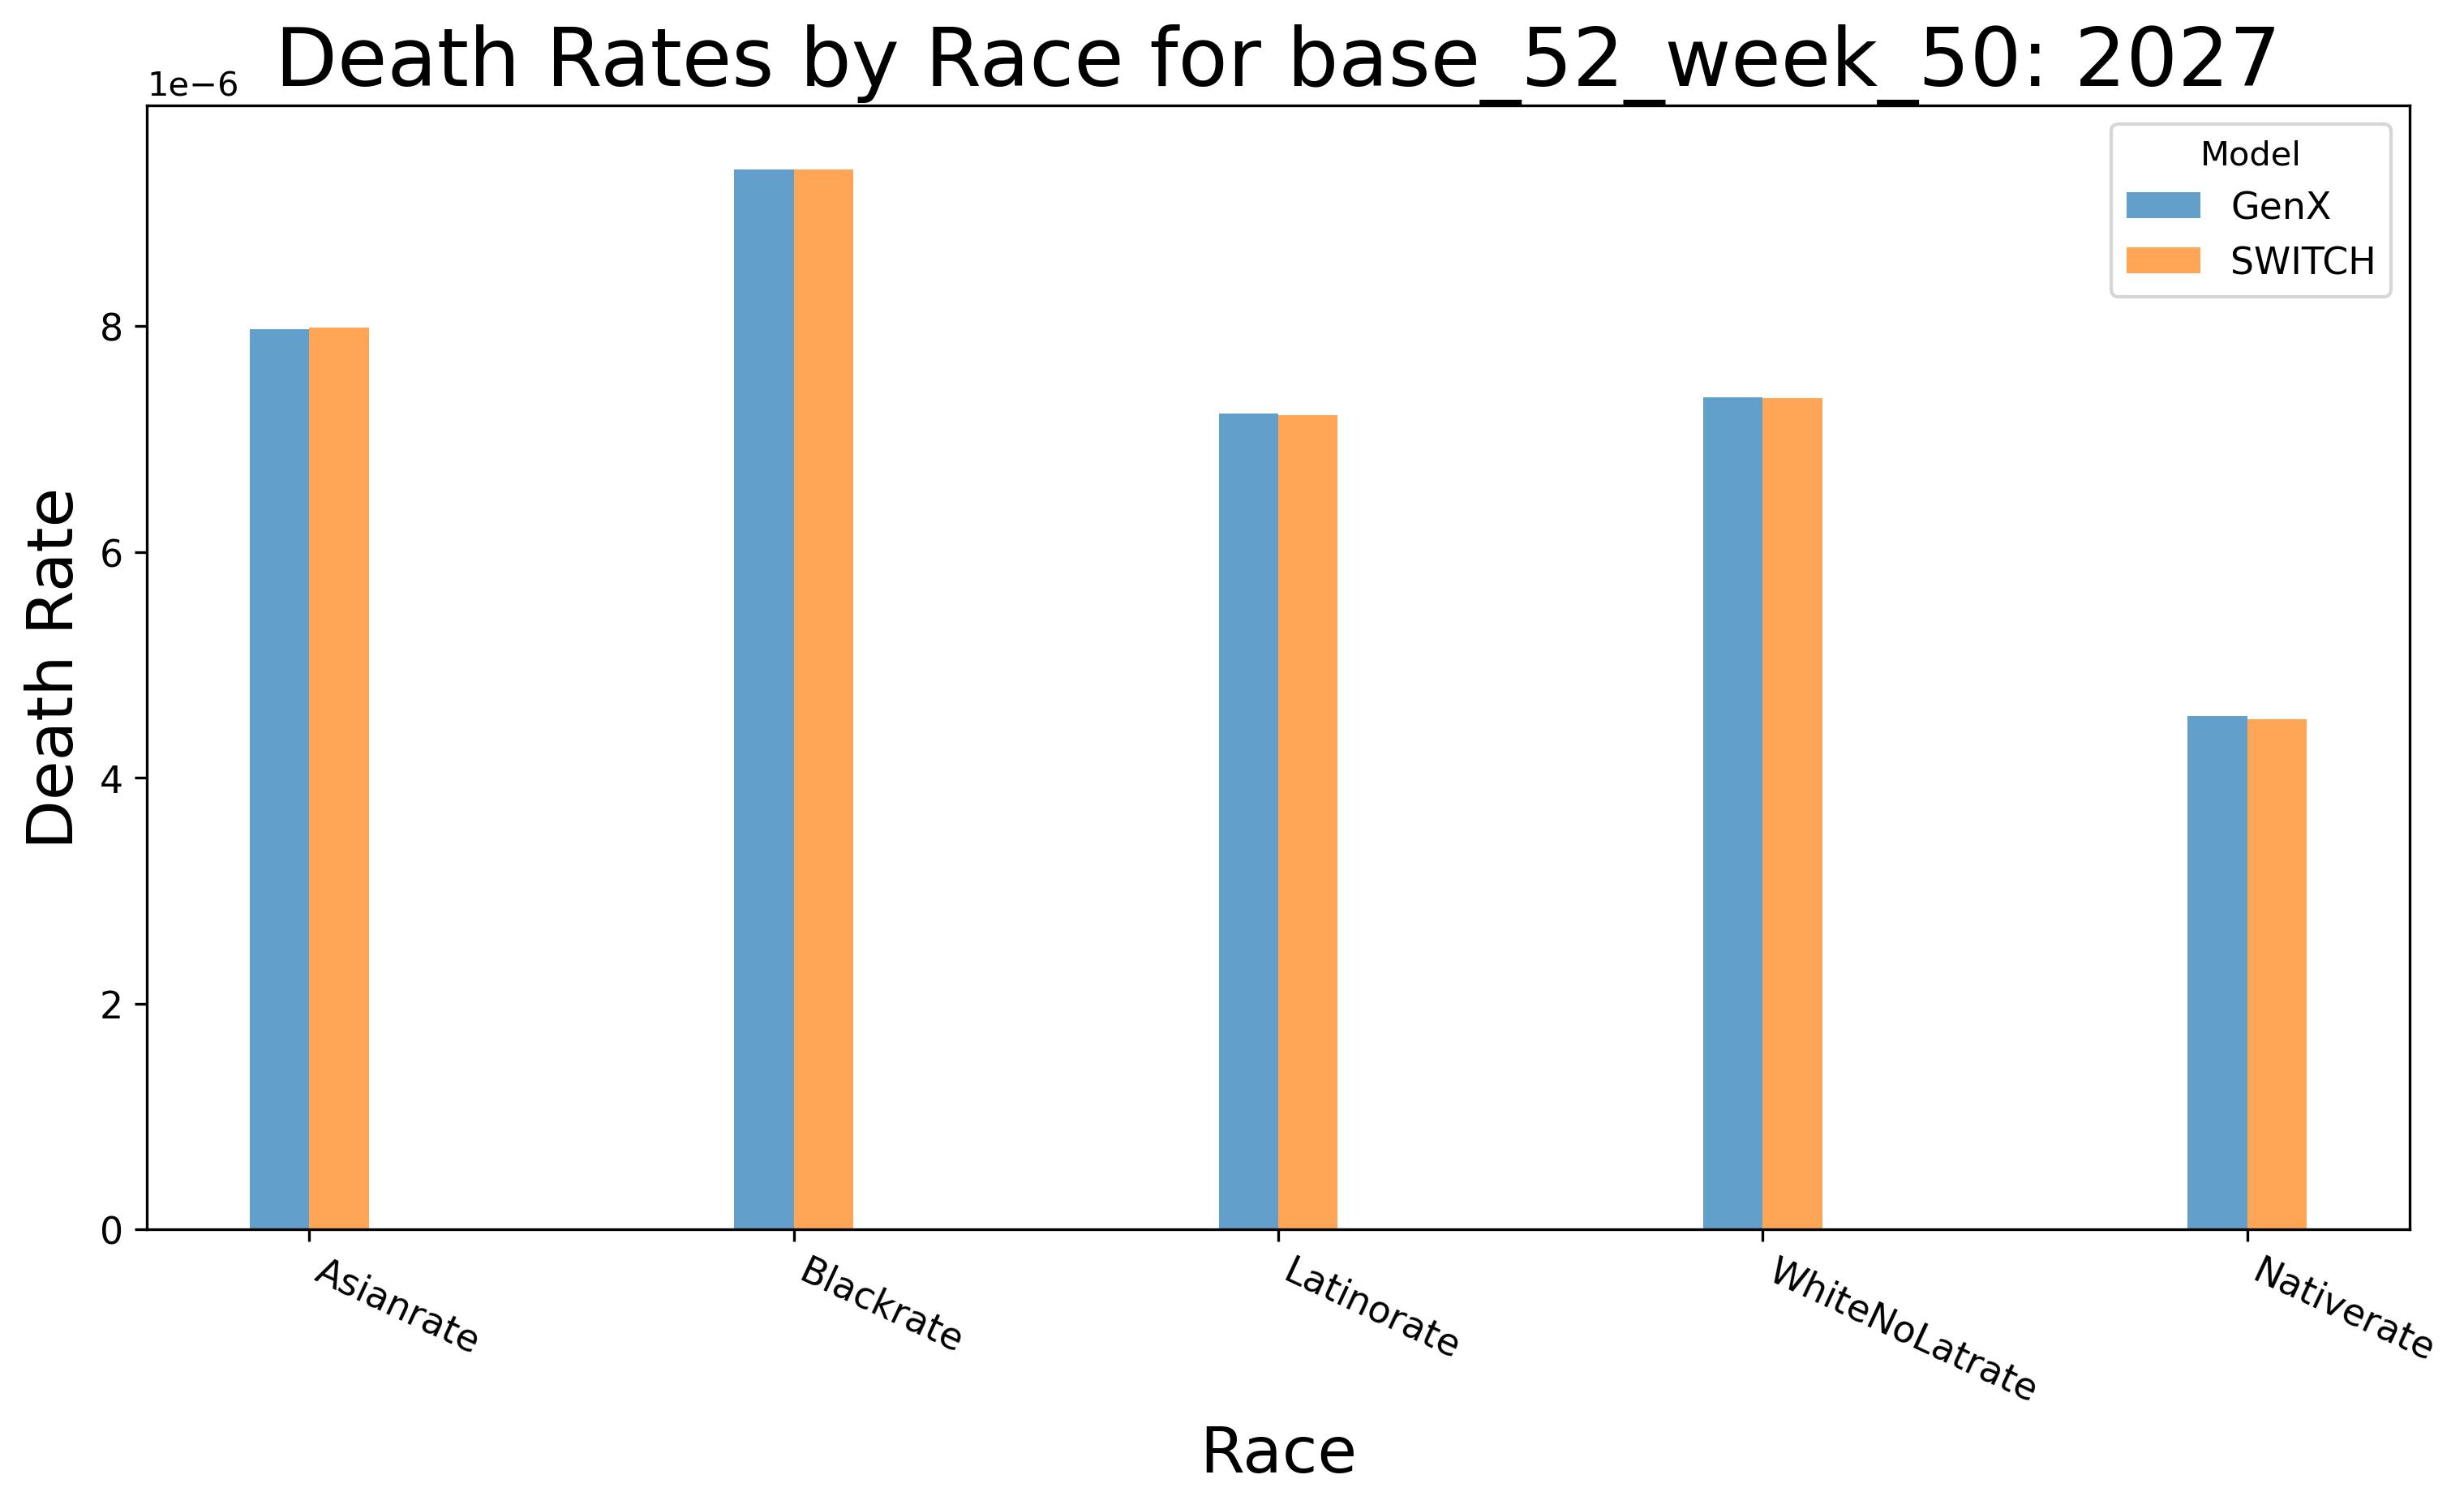 Death Rates by Race for base_52_week_50: 2027
1e−6
Model
GenX
SWITCH
8
6
4
2
0
Death Rate
Asianrate
Blackrate
Latinorate
WhiteNoLatrate
Nativerate
Race